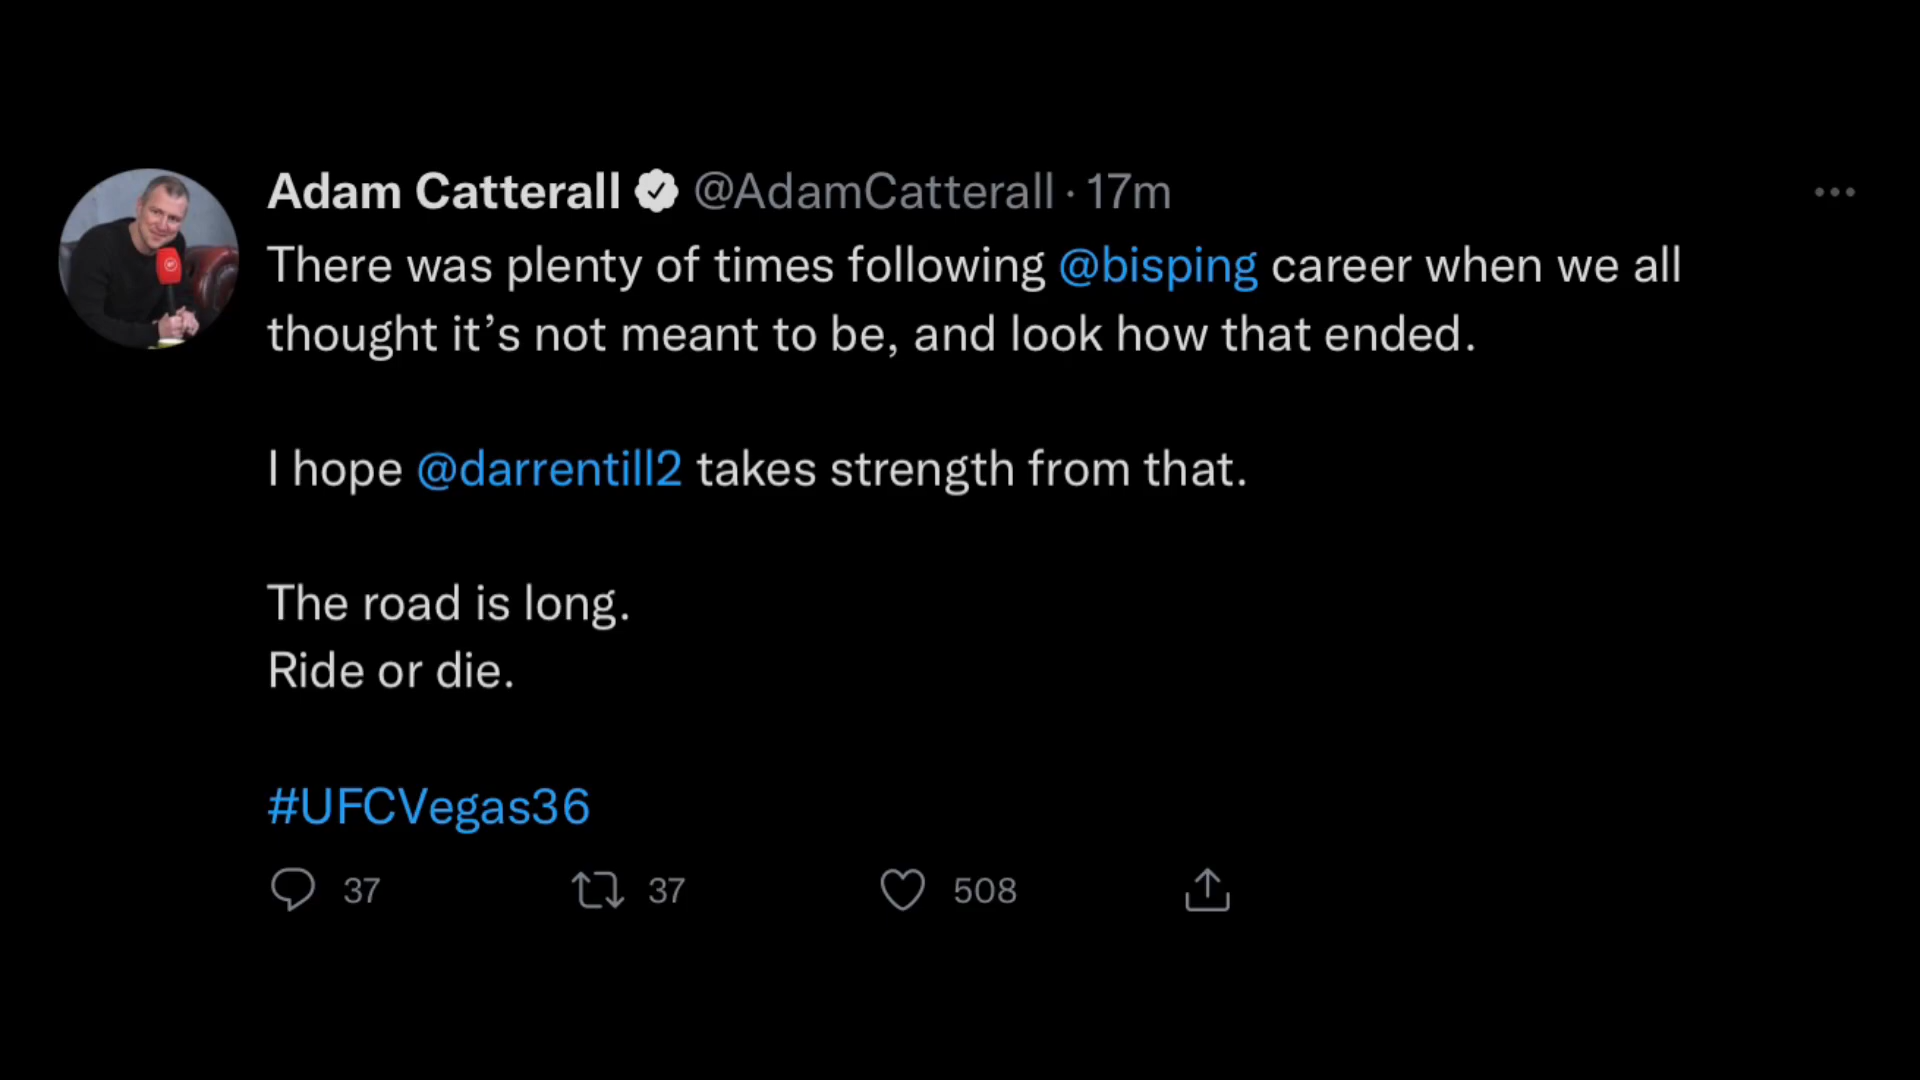 Adam Catterall @AdamCatterall · 17m
There was plenty of times following @bisping career when we all
thought it’s not meant to be, and look how that ended.
I hope @darrentill2 takes strength from that.
The road is long.
Ride or die.
#UFCVegas36
37 37 508